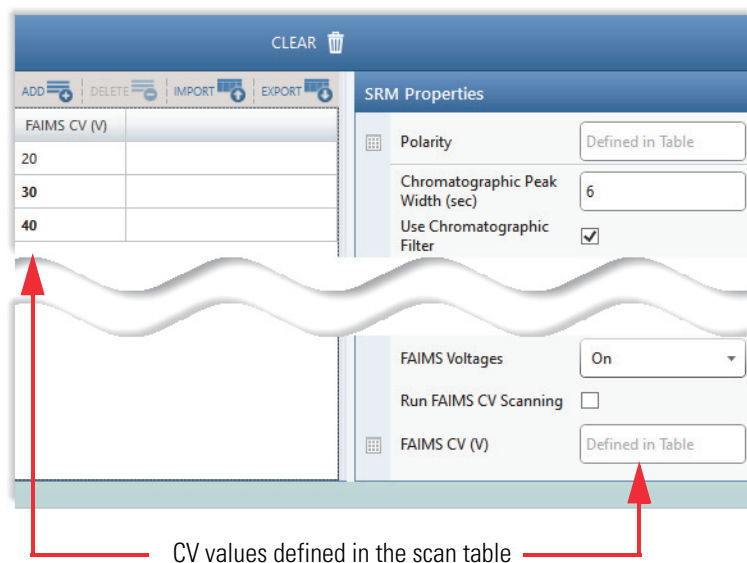 CLEAR
ADD DELETE IMPORT EXPORT
FAIMS CV (V)
20
30
40
SRM Properties
Polarity Defined in Table
Chromatographic Peak
Width (sec) 6
Use Chromatographic
Filter
FAIMS Voltages On
Run FAIMS CV Scanning
FAIMS CV (V) Defined in Table
CV values defined in the scan table